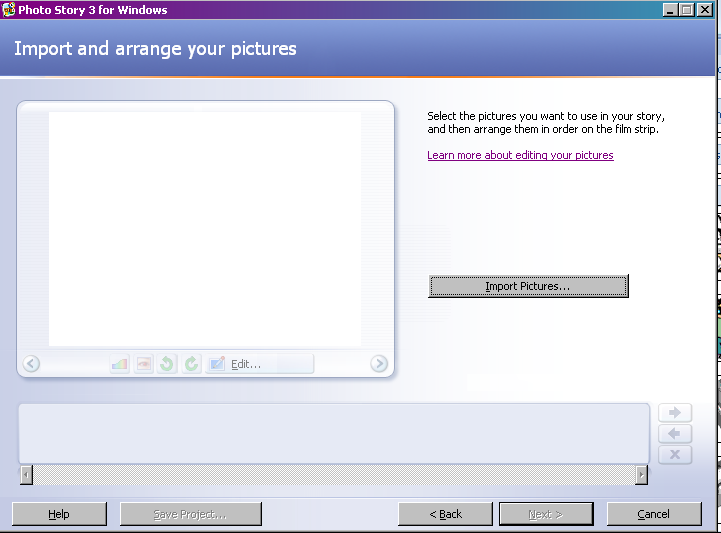 Photo Story 3 for Windows
Import and arrange your pictures
Select the pictures you want to use in your story,
and then arrange them in order on the film strip.
Learn more about editing your pictures
Import Pictures...
Edit...
Help
Save Project...
< Back
Next >
Cancel